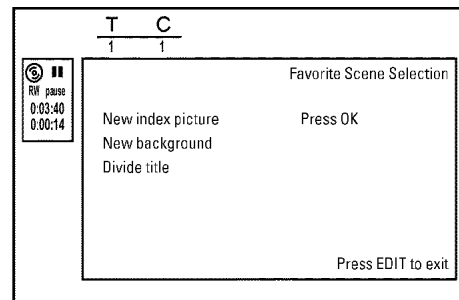 T C
1 1
RW pause
0:03:40
0:00:14
Favorite Scene Selection
New index picture Press OK
New background
Divide title
Press EDIT to exit